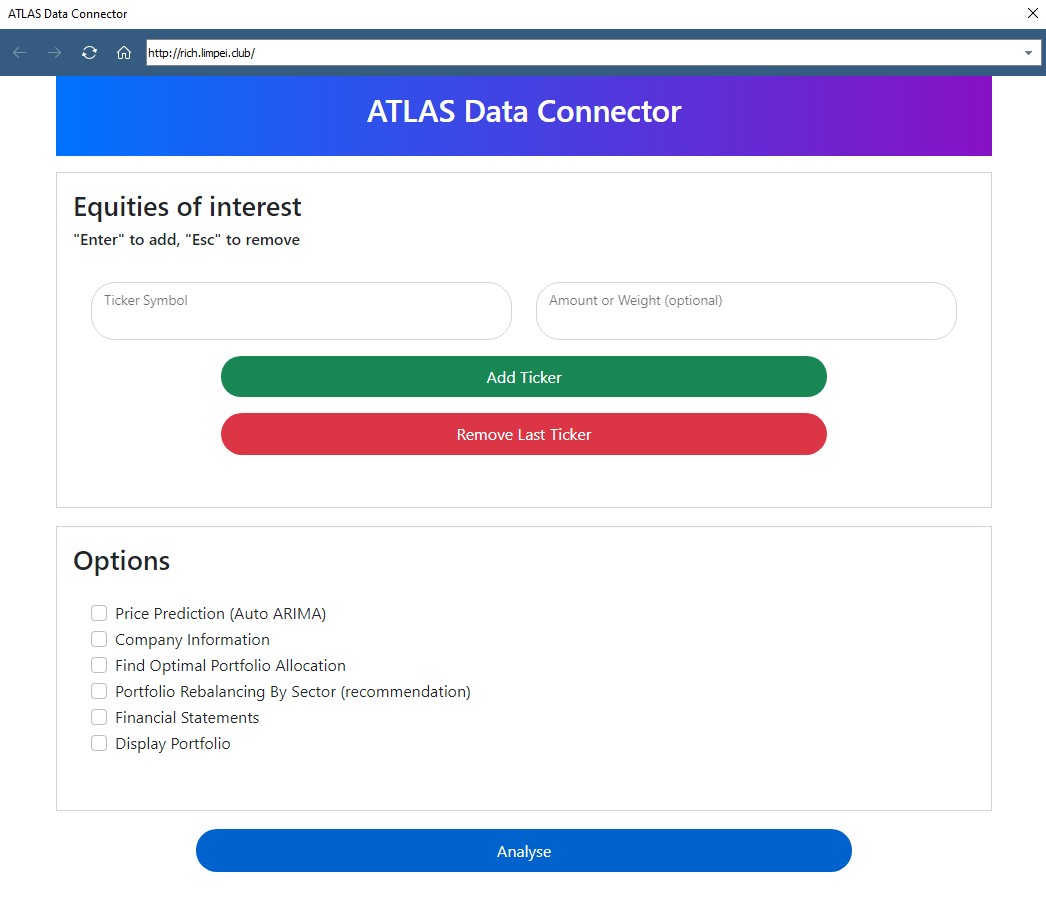 ATLAS Data Connector
http://rich.limpei.club/
ATLAS Data Connector
Equities of interest
"Enter" to add, "Esc" to remove
Ticker Symbol
Amount or Weight (optional)
Add Ticker
Remove Last Ticker
Options
Price Prediction (Auto ARIMA)
Company Information
Find Optimal Portfolio Allocation
Portfolio Rebalancing By Sector (recommendation)
Financial Statements
Display Portfolio
Analyse